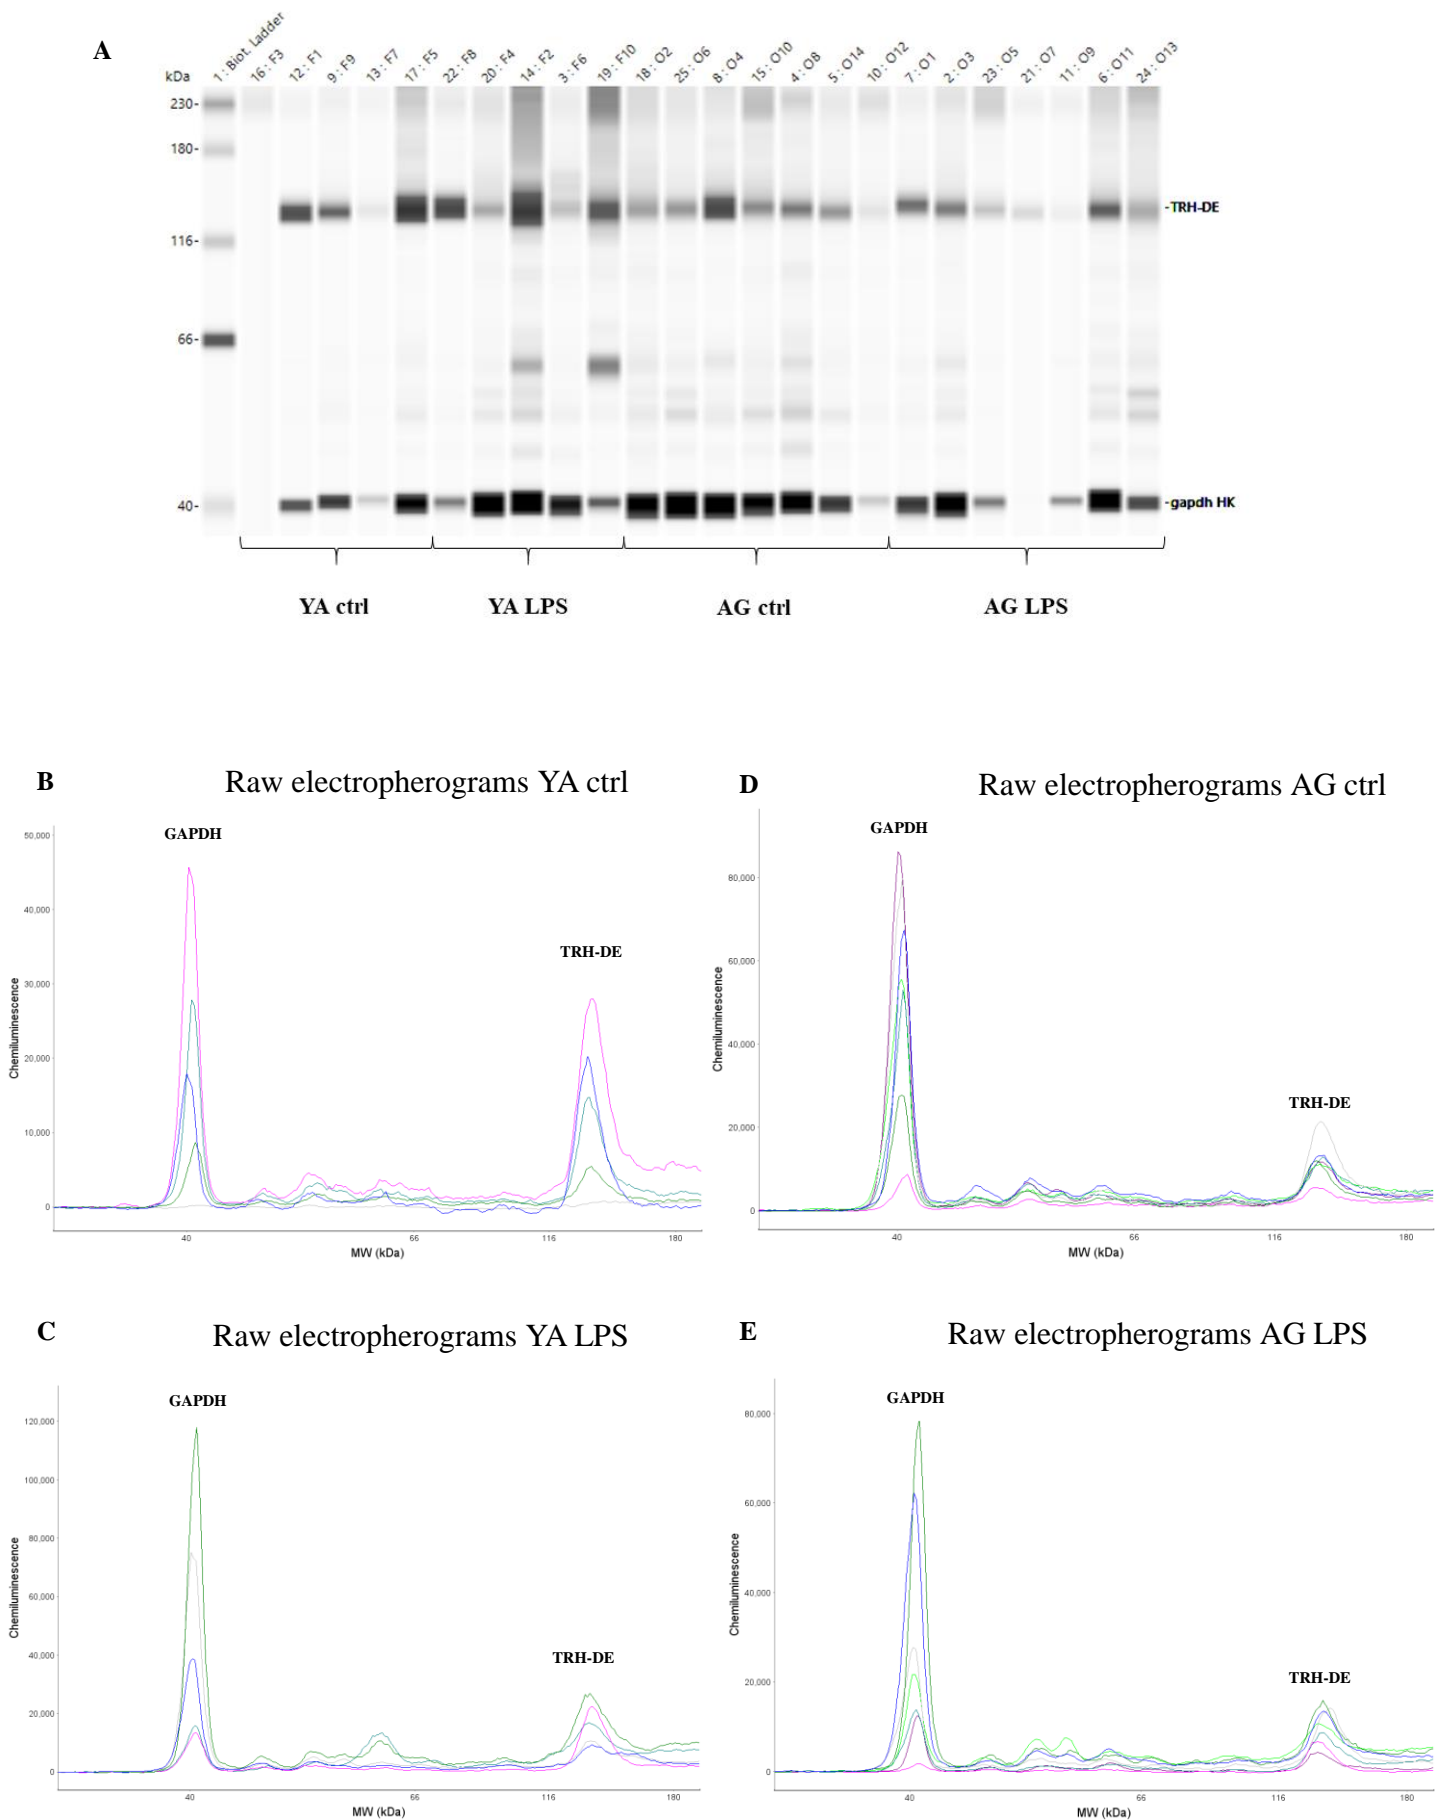 A
kDa
1 : Biot. Ladder
16 : F3
12 : F1
9 : F9
13 : F7
17 : F5
22 : F8
20 : F4
14 : F2
3 : F6
19 : F10
18 : O2
25 : O6
8 : O4
15 : O10
4 : O8
5 : O14
10 : O12
7 : O1
2 : O3
23 : O5
21 : O7
11 : O9
6 : O11
24 : O13
230-
180-
-TRH-DE
116-
66-
40-
-gapdh HK
YA ctrl YA LPS AG ctrl AG LPS
B
Raw electropherograms YA ctrl
GAPDH
TRH-DE
50,000
40,000
30,000
20,000
10,000
0
Chemiluminescence
40 66 116 180
MW (kDa)
D
Raw electropherograms AG ctrl
GAPDH
TRH-DE
80,000
60,000
40,000
20,000
0
Chemiluminescence
40 66 116 180
MW (kDa)
C
Raw electropherograms YA LPS
GAPDH
TRH-DE
120,000
100,000
80,000
60,000
40,000
20,000
0
Chemiluminescence
40 66 116 180
MW (kDa)
E
Raw electropherograms AG LPS
GAPDH
TRH-DE
80,000
60,000
40,000
20,000
0
Chemiluminescence
40 66 116 180
MW (kDa)